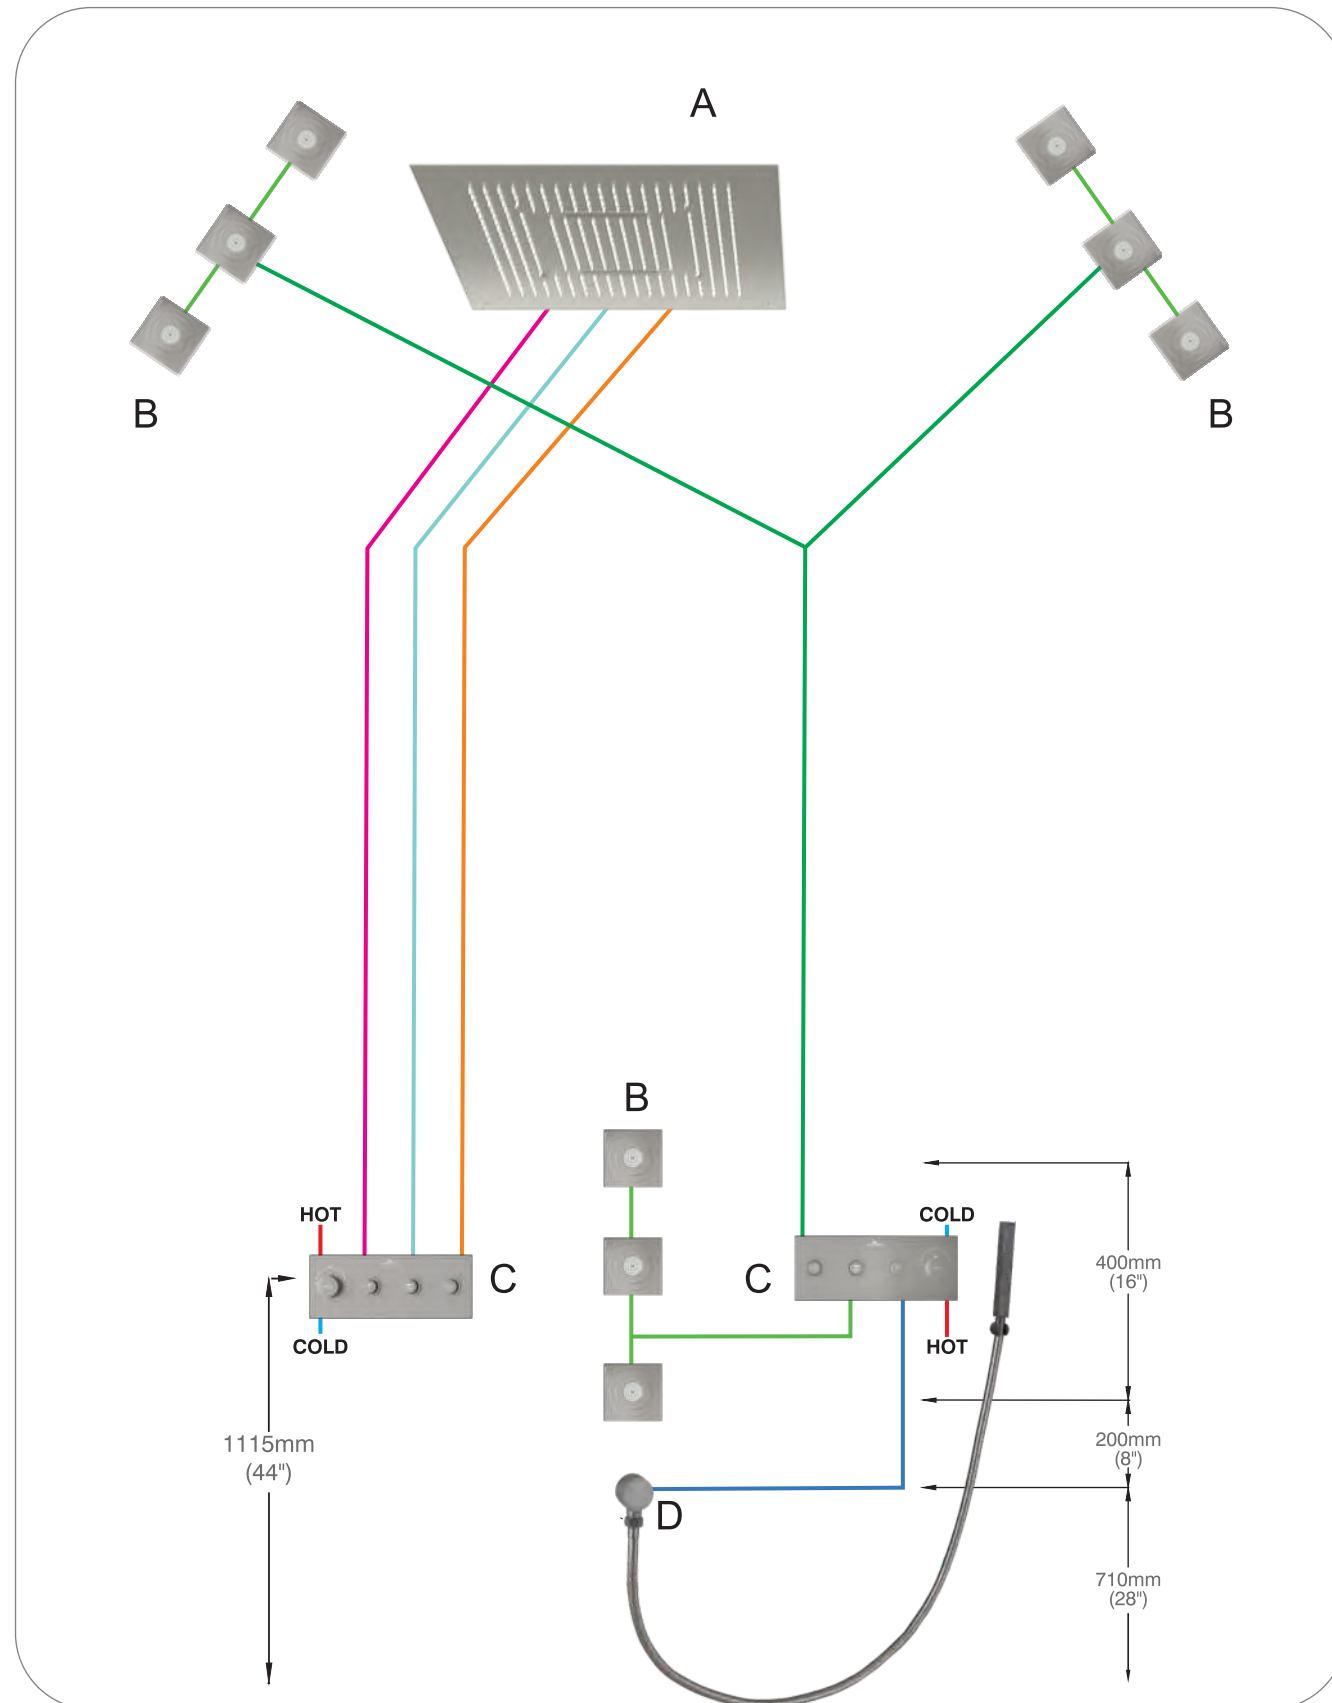 A
B
B
B
HOT
COLD
C
C
400mm
(16")
COLD
HOT
1115mm
(44")
200mm
(8")
D
710mm
(28")